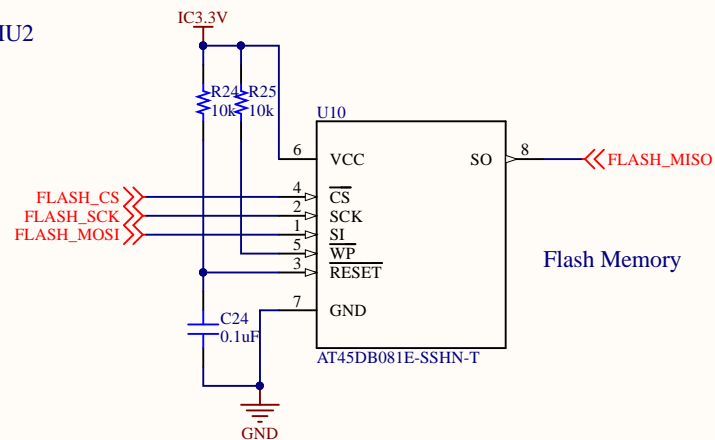 IU2
IC3.3V
R24
10k
R25
10k
U10
6
VCC
SO
8
FLASH_MISO
FLASH_CS
4
CS
FLASH_SCK
2
SCK
FLASH_MOSI
1
SI
5
WP
3
RESET
Flash Memory
7
GND
C24
0.1uF
AT45DB081E-SSHN-T
GND